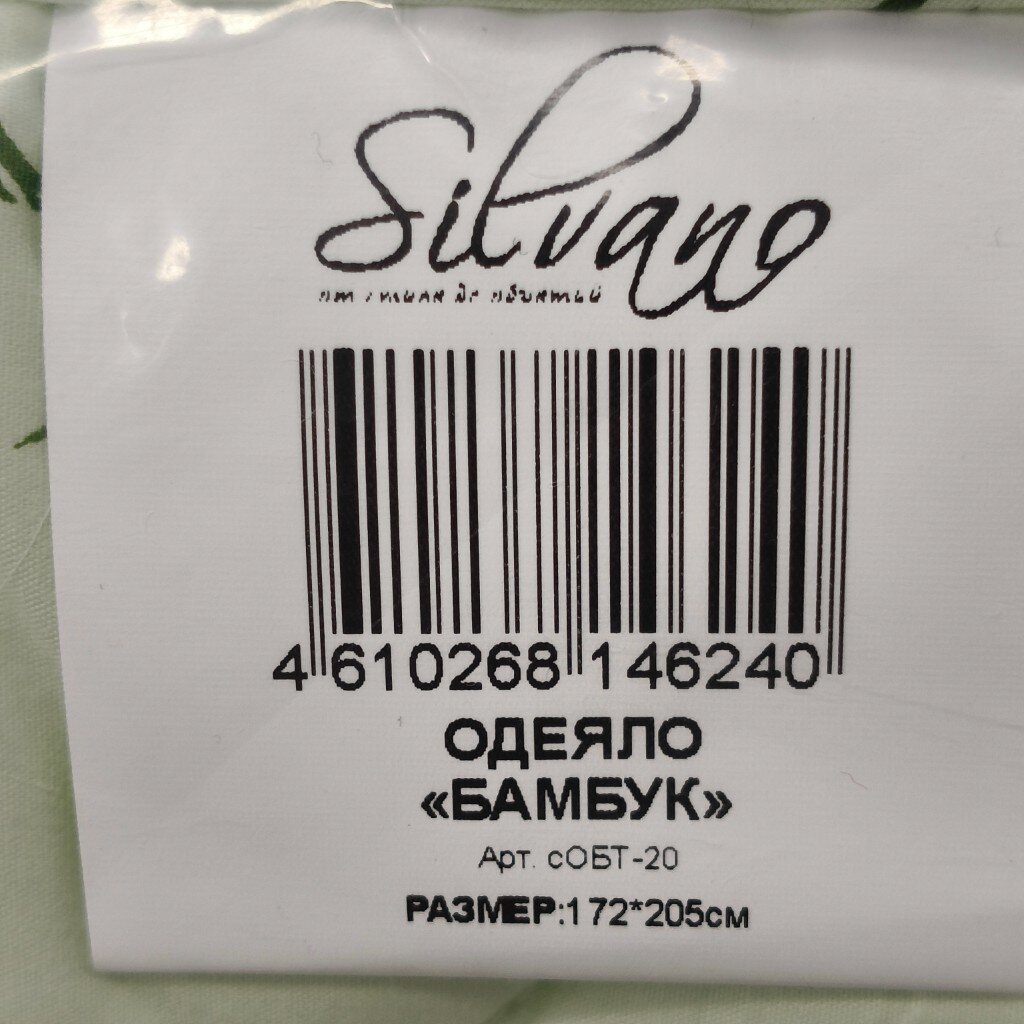 Silvano
4 610268 146240
ОДЕЯЛО
«БАМБУК»
Арт. сОБТ-20
РАЗМЕР:172*205см